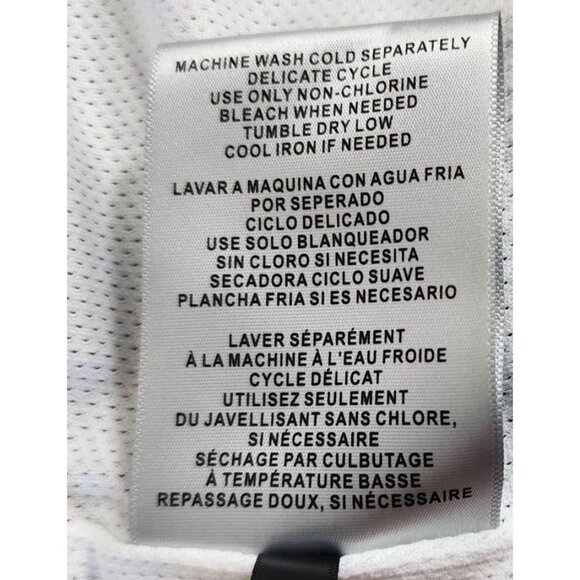 MACHINE WASH COLD SEPARATELY
DELICATE CYCLE
USE ONLY NON-CHLORINE
BLEACH WHEN NEEDED
TUMBLE DRY LOW
COOL IRON IF NEEDED
LAVAR A MAQUINA CON AGUA FRIA
POR SEPERADO
CICLO DELICADO
USE SOLO BLANQUEADOR
SIN CLORO SI NECESITA
SECADORA CICLO SUAVE
PLANCHA FRIA SI ES NECESARIO
LAVER SÉPARÉMENT
À LA MACHINE À L'EAU FROIDE
CYCLE DÉLICAT
UTILISEZ SEULEMENT
DU JAVELLISANT SANS CHLORE,
SI NÉCESSAIRE
SÉCHAGE PAR CULBUTAGE
À TEMPÉRATURE BASSE
REPASSAGE DOUX, SI NÉCESSAIRE